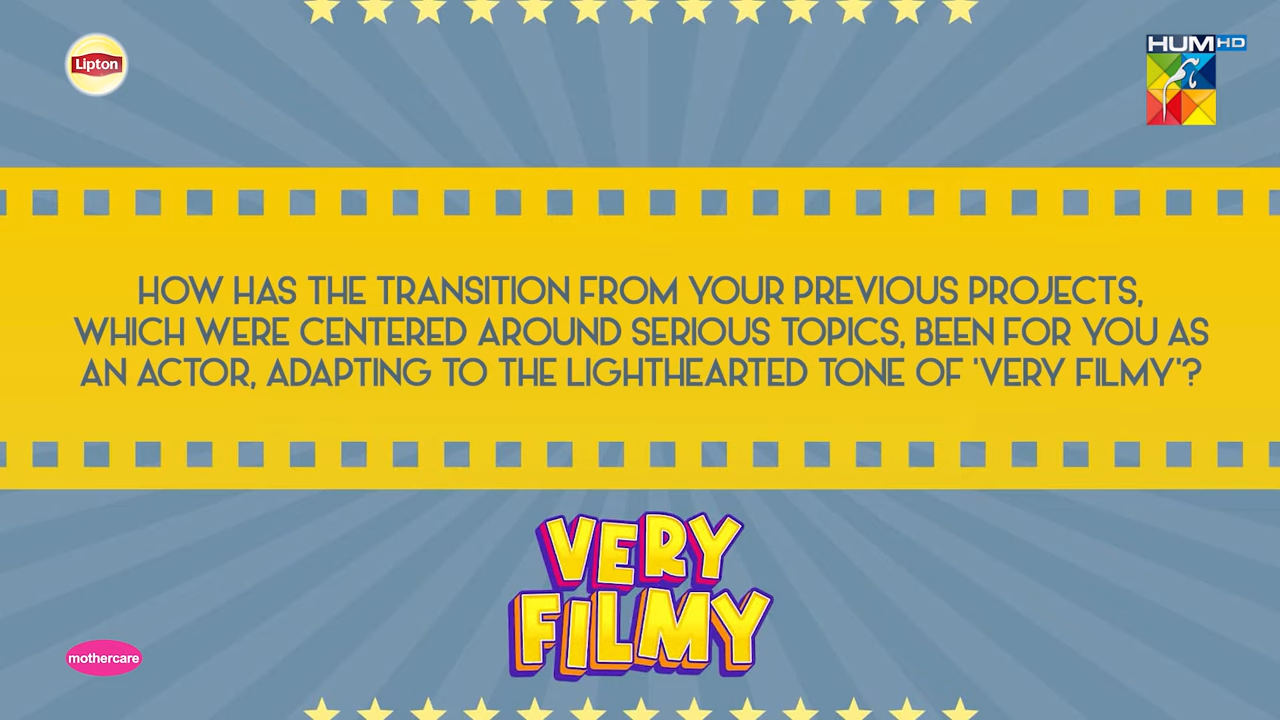 Lipton
HUM HD
ہم
HOW HAS THE TRANSITION FROM YOUR PREVIOUS PROJECTS,
WHICH WERE CENTERED AROUND SERIOUS TOPICS, BEEN FOR YOU AS
AN ACTOR, ADAPTING TO THE LIGHTHEARTED TONE OF 'VERY FILMY'?
VERY
FILMY
mothercare